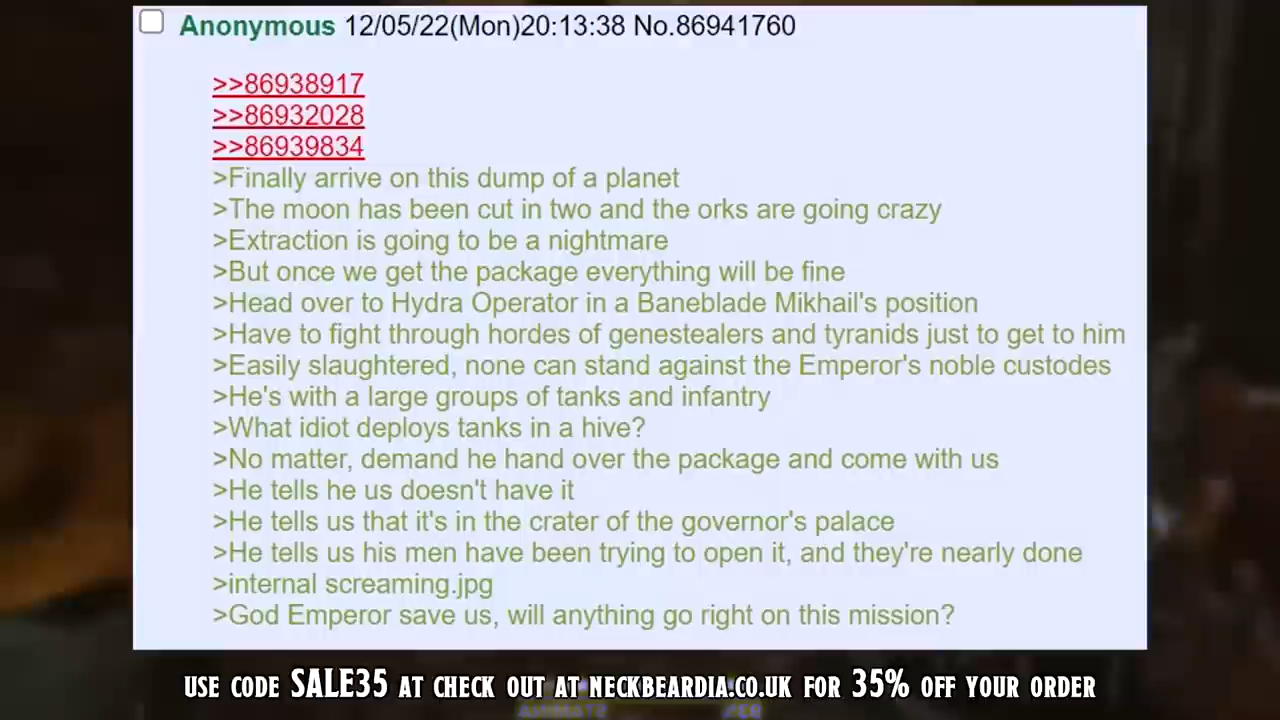 Anonymous 12/05/22(Mon)20:13:38 No.86941760
>>86938917
>>86932028
>>86939834
>Finally arrive on this dump of a planet
>The moon has been cut in two and the orks are going crazy
>Extraction is going to be a nightmare
>But once we get the package everything will be fine
>Head over to Hydra Operator in a Baneblade Mikhail's position
>Have to fight through hordes of genestealers and tyranids just to get to him
>Easily slaughtered, none can stand against the Emperor's noble custodes
>He's with a large groups of tanks and infantry
>What idiot deploys tanks in a hive?
>No matter, demand he hand over the package and come with us
>He tells he us doesn't have it
>He tells us that it's in the crater of the governor's palace
>He tells us his men have been trying to open it, and they're nearly done
>internal screaming.jpg
>God Emperor save us, will anything go right on this mission?
USE CODE SALE35 AT CHECK OUT AT NECKBEARDIA.CO.UK FOR 35% OFF YOUR ORDER